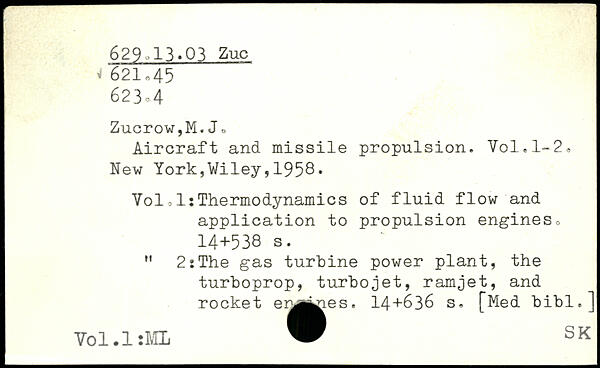 629.13.03 Zuc
621.45
623.4
Zucrow,M.J.
Aircraft and missile propulsion. Vol.1-2.
New York,Wiley,1958.
Vol.1:Thermodynamics of fluid flow and
application to propulsion engines.
14+538 s.
" 2:The gas turbine power plant, the
turboprop, turbojet, ramjet, and
rocket engines. 14+636 s. [Med bibl.]
Vol.1:ML
SK